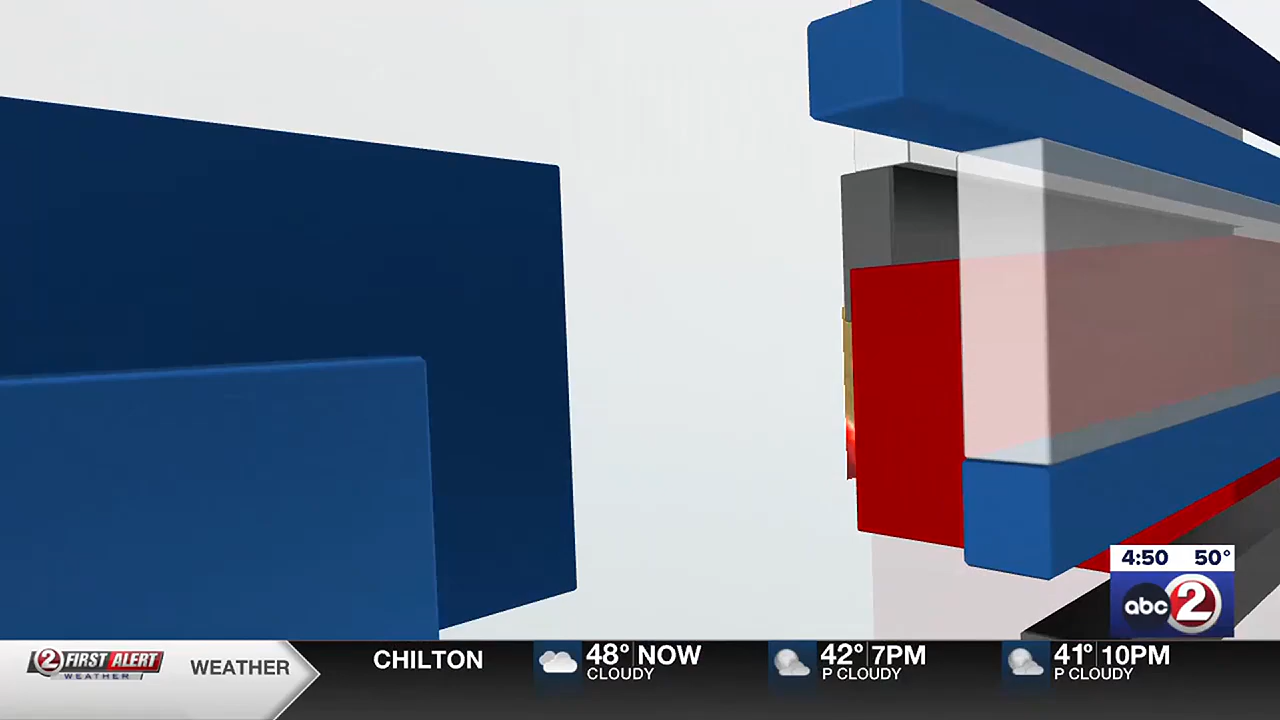 4:50 50°
abc 2
2 FIRST ALERT
WEATHER
WEATHER
CHILTON
48° NOW
CLOUDY
42° 7PM
P CLOUDY
41° 10PM
P CLOUDY